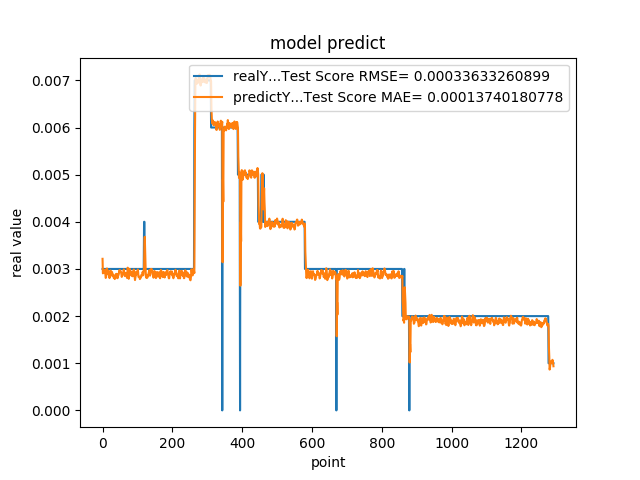 model predict
realY...Test Score RMSE= 0.00033633260899
predictY...Test Score MAE= 0.00013740180778
0.007
0.006
0.005
0.004
0.003
0.002
0.001
0.000
real value
0 200 400 600 800 1000 1200
point